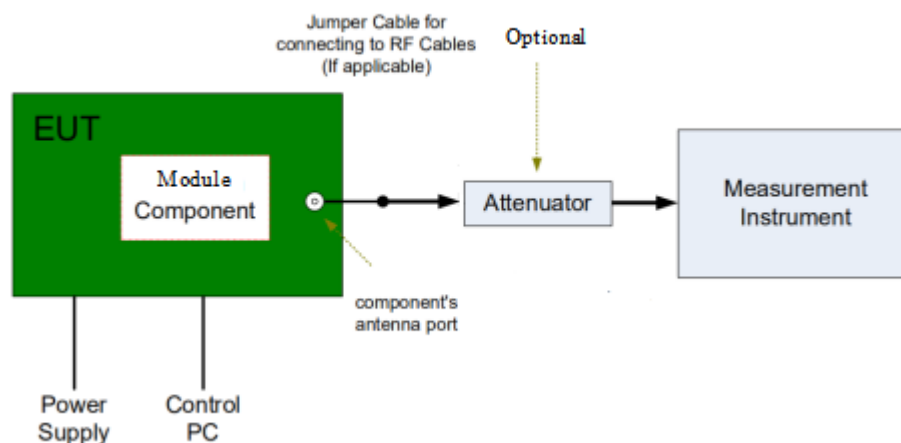 Jumper Cable for
connecting to RF Cables
(If applicable)
Optional
EUT
Module
Component
Attenuator
Measurement
Instrument
component's
antenna port
Power
Supply
Control
PC